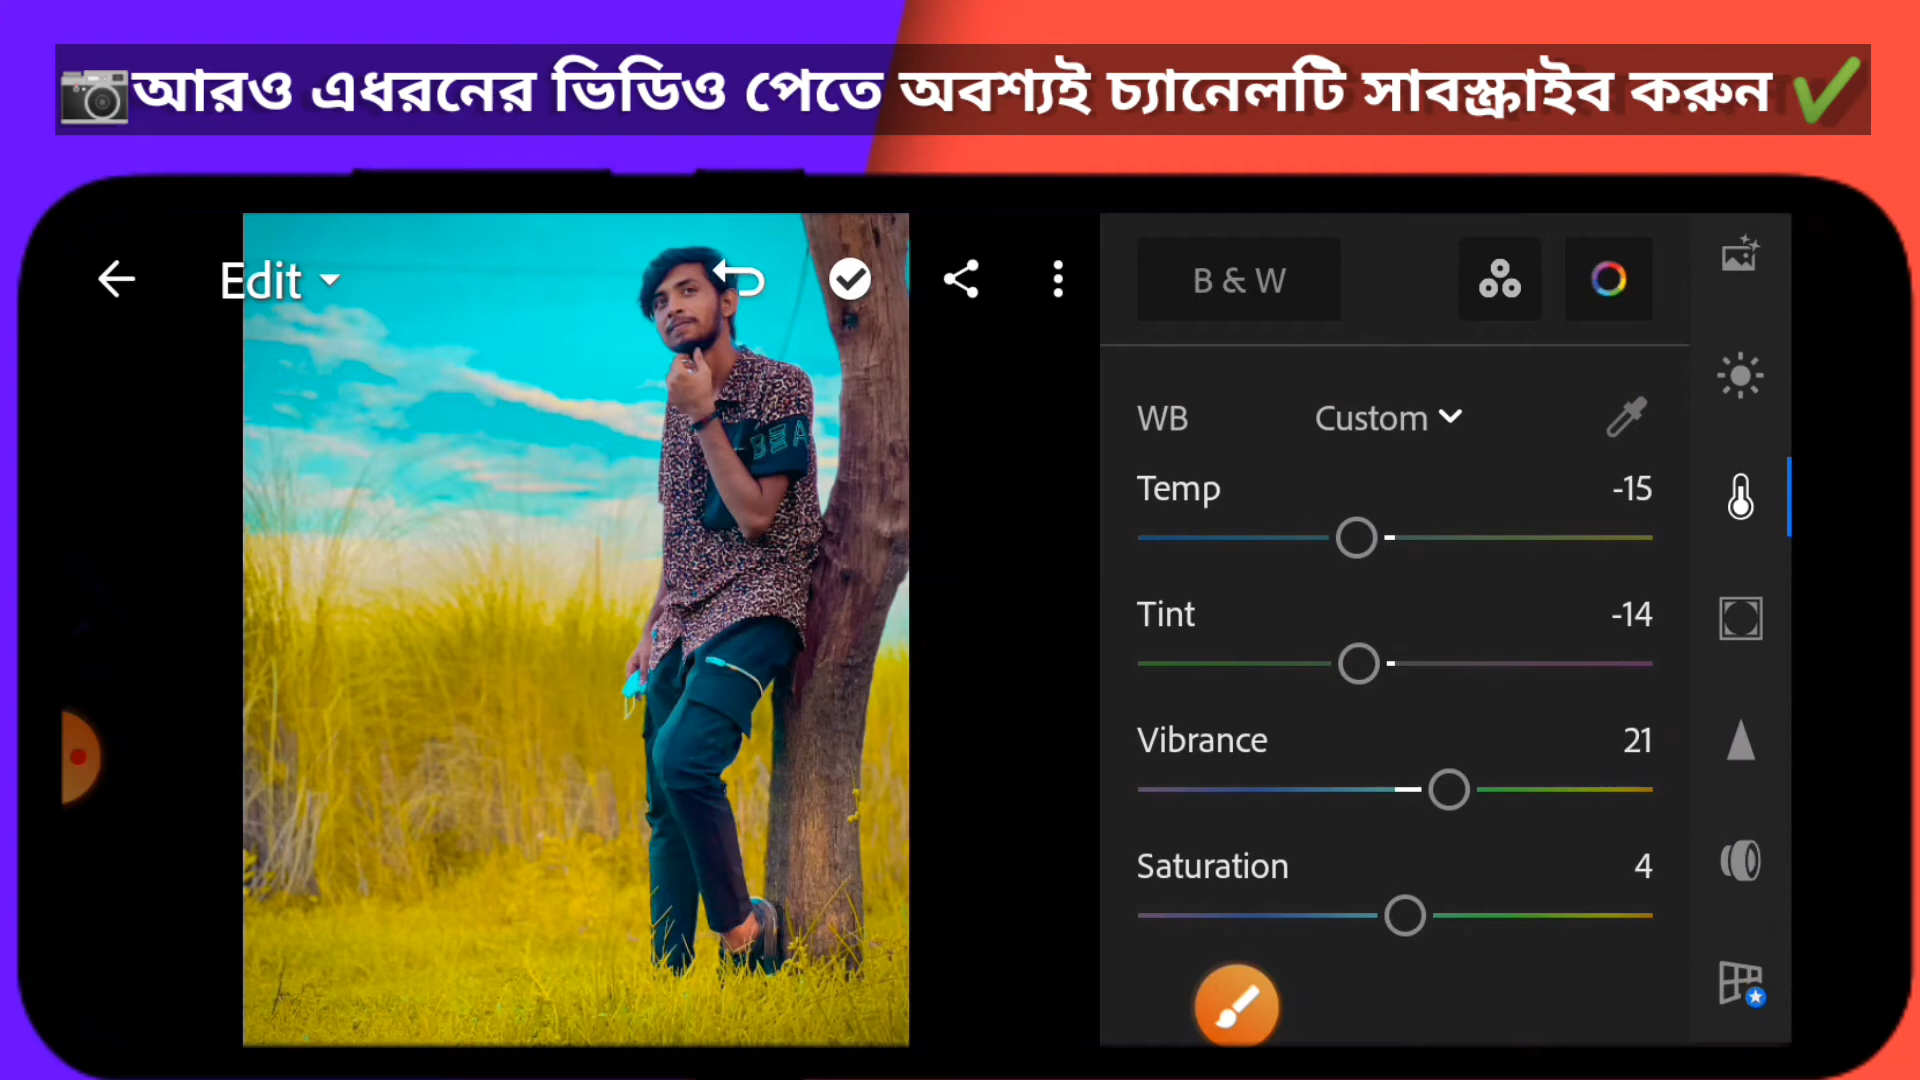 আরও এধরনের ভিডিও পেতে অবশ্যই চ্যানেলটি সাবস্ক্রাইব করুন
Edit
B & W
WB Custom
Temp -15
Tint -14
Vibrance 21
Saturation 4
BEA